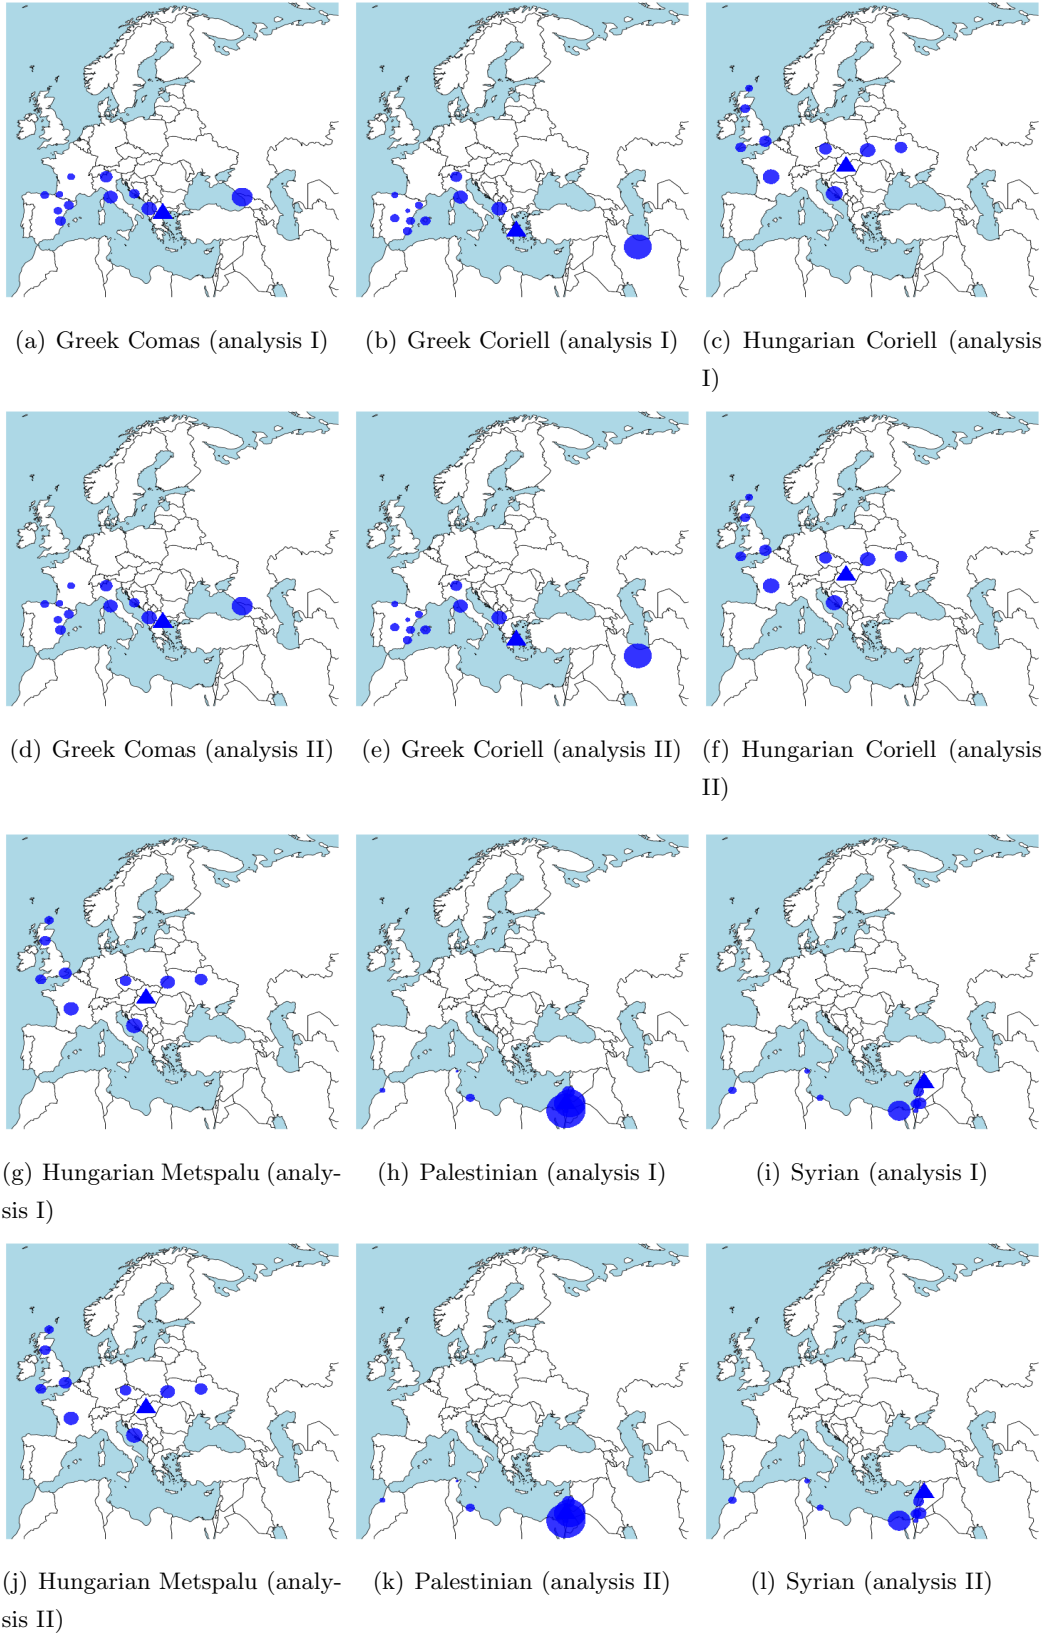 (a) Greek Comas (analysis I)
(b) Greek Coriell (analysis I)
(c) Hungarian Coriell (analysis
I)
(d) Greek Comas (analysis II)
(e) Greek Coriell (analysis II)
(f) Hungarian Coriell (analysis
II)
(g) Hungarian Metspalu (analy-
sis I)
(h) Palestinian (analysis I)
(i) Syrian (analysis I)
(j) Hungarian Metspalu (analy-
sis II)
(k) Palestinian (analysis II)
(l) Syrian (analysis II)